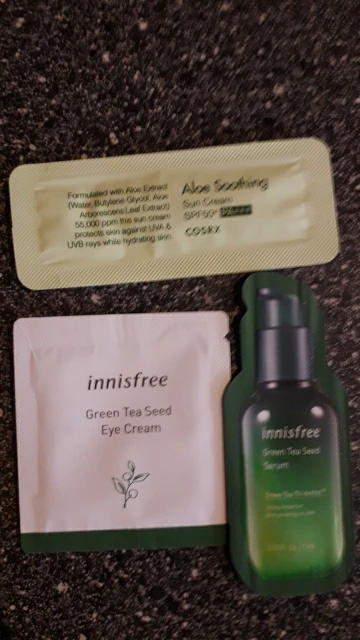 Formulated with Aloe Extract
(Water, Butylene Glycol, Aloe
Arborescens Leaf Extract)
55,000 ppm this sun cream
protects skin against UVA &
UVB rays while hydrating skin.
Aloe Soothing
Sun Cream
SPF50+ PA+++
COSRX
innisfree
Green Tea Seed
Eye Cream
innisfree
Green Tea Seed
Serum